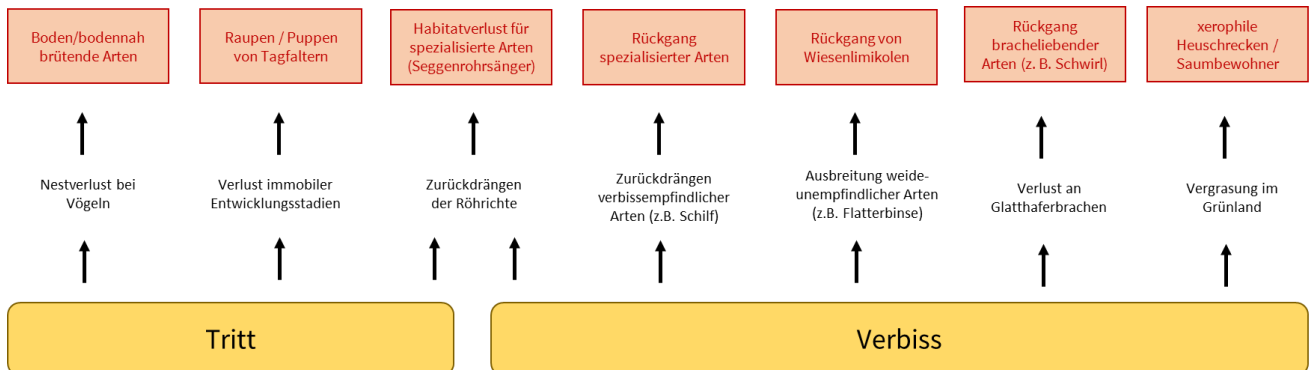 Boden/bodennah
brütende Arten
Raupen / Puppen
von Tagfaltern
Habitatverlust für
spezialisierte Arten
(Seggenrohrsänger)
Rückgang
spezialisierter Arten
Rückgang von
Wiesenlimikolen
Rückgang
bracheliebender
Arten (z. B. Schwirl)
xerophile
Heuschrecken /
Saumbewohner
Nestverlust bei
Vögeln
Verlust immobiler
Entwicklungsstadien
Zurückdrängen
der Röhrichte
Zurückdrängen
verbissempfindlicher
Arten (z.B. Schilf)
Ausbreitung weide-
unempfindlicher Arten
(z.B. Flatterbinse)
Verlust an
Glatthaferbrachen
Vergrasung im
Grünland
Tritt
Verbiss